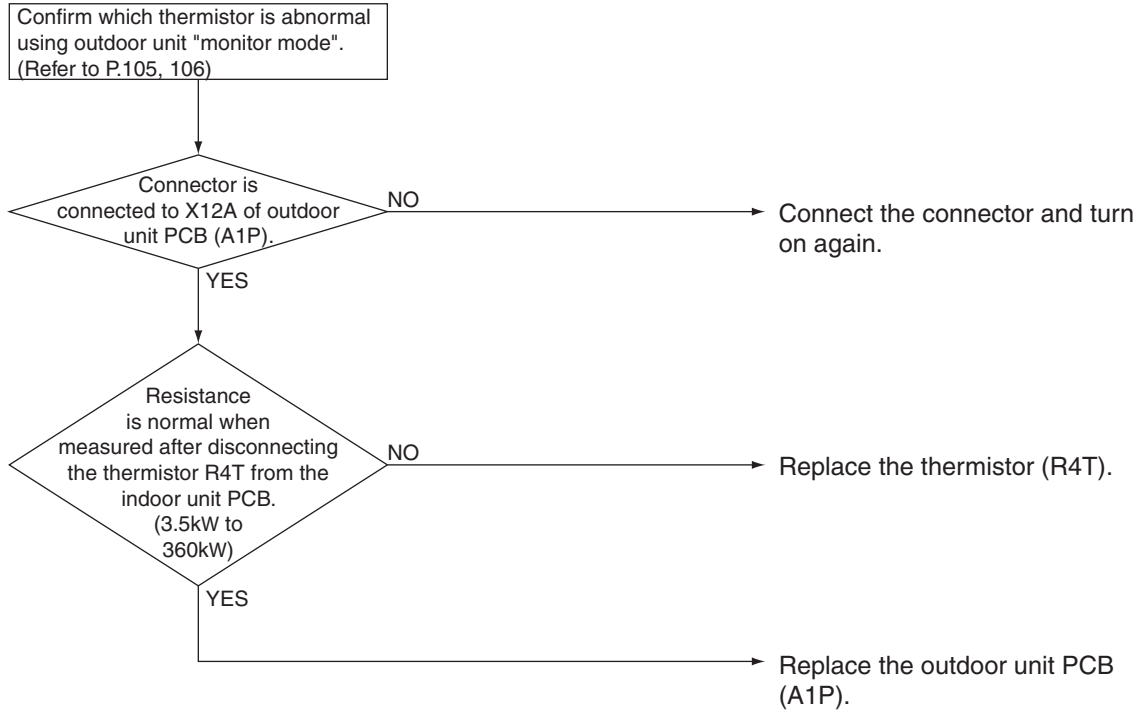 Confirm which thermistor is abnormal
using outdoor unit "monitor mode".
(Refer to P.105, 106)
Connector is
connected to X12A of outdoor
unit PCB (A1P).
NO
Connect the connector and turn
on again.
YES
Resistance
is normal when
measured after disconnecting
the thermistor R4T from the
indoor unit PCB.
(3.5kW to
360kW)
NO
Replace the thermistor (R4T).
YES
Replace the outdoor unit PCB
(A1P).